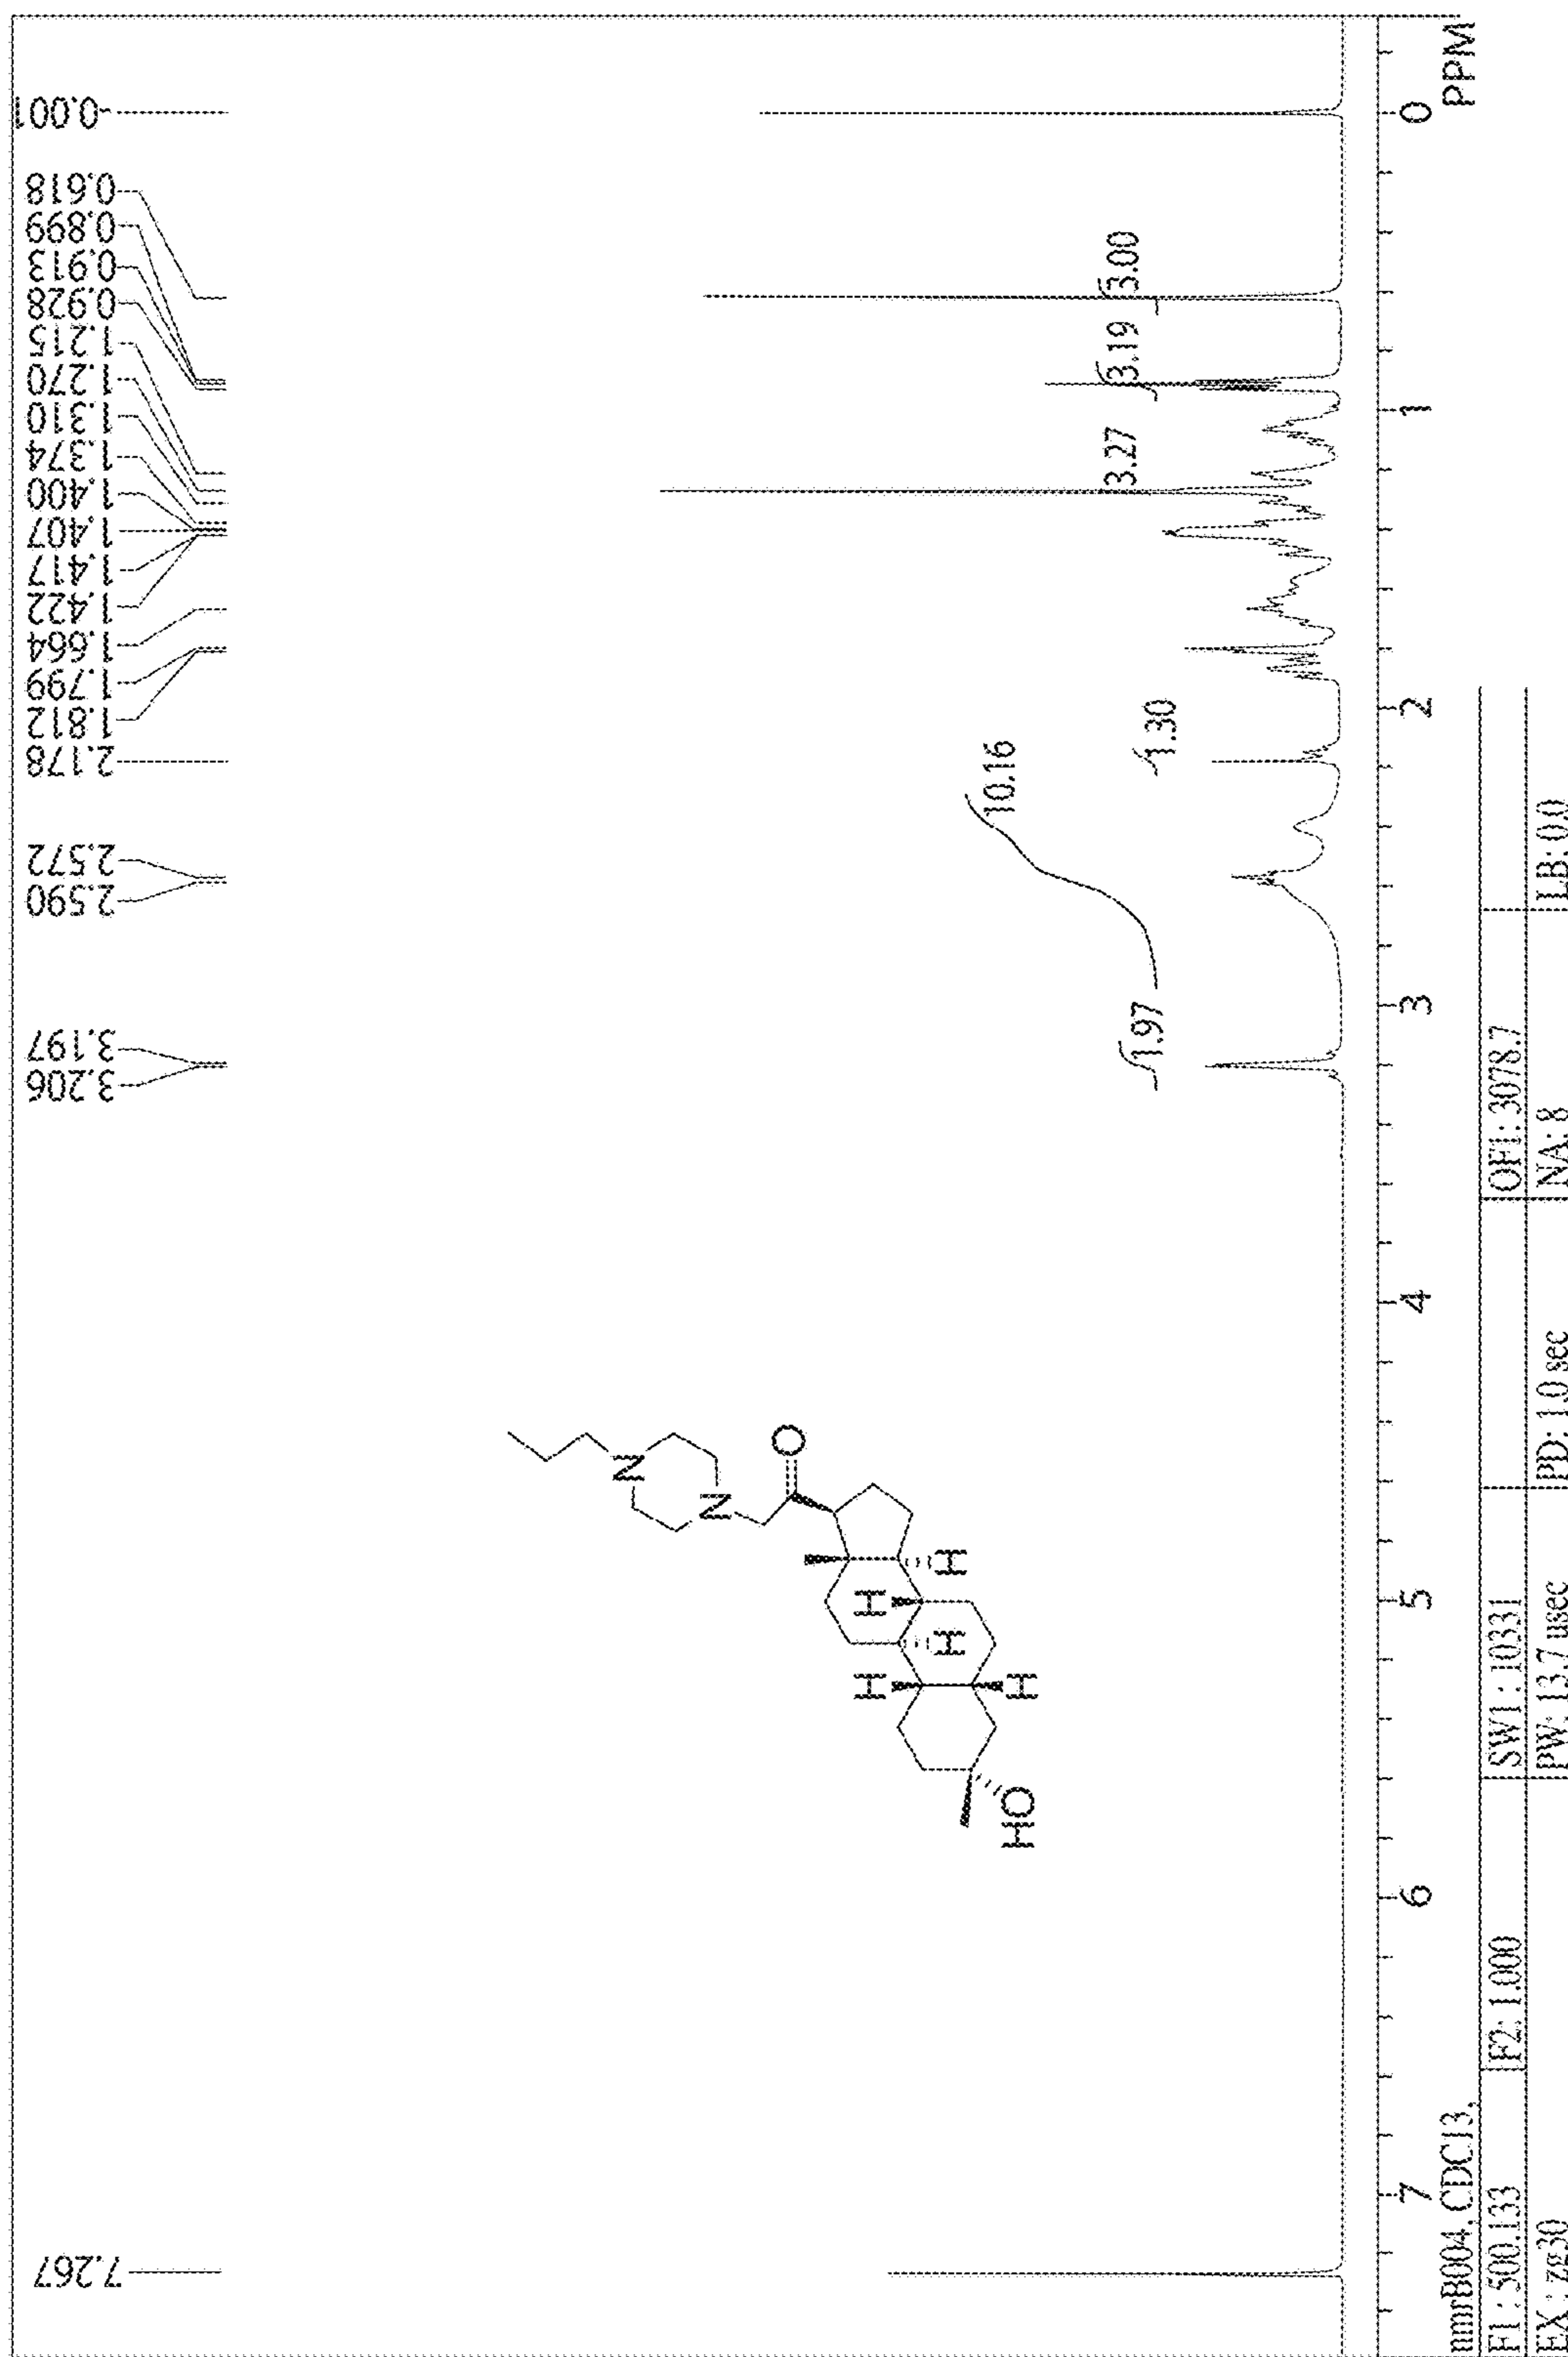 7.267
3.206
3.197
2.590
2.572
2.178
1.812
1.799
1.664
1.422
1.417
1.407
1.400
1.374
1.310
1.270
1.215
0.928
0.913
0.899
0.618
-0.001
1.97
10.16
1.30
3.27
3.19
3.00
N
N
O
H
H
H
H
H
HO
7
6
5
4
3
2
1
0
PPM
nmrB004, CDCl3,
F1 : 500.133 F2: 1.000 SW1 : 10331 OF1: 3078.7
EX : zg30 PW: 13.7 usec PD: 1.0 sec NA: 8 LB: 0.0